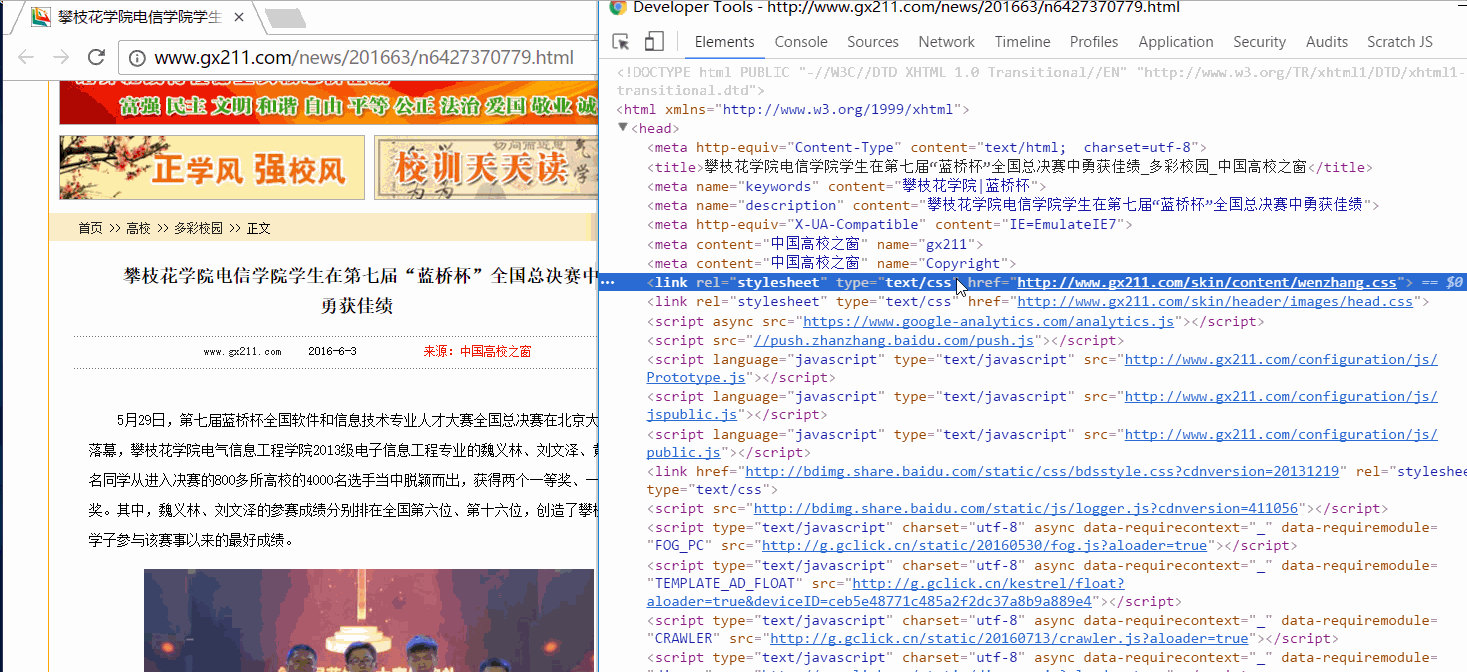 攀枝花学院电信学院学生
www.gx211.com/news/201663/n6427370779.html
富强 民主 文明 和谐 自由 平等 公正 法治 爱国 敬业 诚
正学风 强校风
校训天天读
首页 >> 高校 >> 多彩校园 >> 正文
攀枝花学院电信学院学生在第七届“蓝桥杯”全国总决赛中
勇获佳绩
www.gx211.com 2016-6-3 来源：中国高校之窗
5月29日，第七届蓝桥杯全国软件和信息技术专业人才大赛全国总决赛在北京大
落幕，攀枝花学院电气信息工程学院2013级电子信息工程专业的魏义林、刘文泽、
名同学从进入决赛的800多所高校的4000名选手当中脱颖而出，获得两个一等奖、一
奖。其中，魏义林、刘文泽的参赛成绩分别排在全国第六位、第十六位，创造了攀
学子参与该赛事以来的最好成绩。
Developer Tools - http://www.gx211.com/news/201663/n6427370779.html
Elements Console Sources Network Timeline Profiles Application Security Audits Scratch JS
<!DOCTYPE html PUBLIC "-//W3C//DTD XHTML 1.0 Transitional//EN" "http://www.w3.org/TR/xhtml1/DTD/xhtml1-
transitional.dtd">
<html xmlns="http://www.w3.org/1999/xhtml">
▼<head>
<meta http-equiv="Content-Type" content="text/html;  charset=utf-8">
<title>攀枝花学院电信学院学生在第七届“蓝桥杯”全国总决赛中勇获佳绩_多彩校园_中国高校之窗</title>
<meta name="keywords" content="攀枝花学院|蓝桥杯">
<meta name="description" content="攀枝花学院电信学院学生在第七届“蓝桥杯”全国总决赛中勇获佳绩">
<meta http-equiv="X-UA-Compatible" content="IE=EmulateIE7">
<meta content="中国高校之窗" name="gx211">
<meta content="中国高校之窗" name="Copyright">
<link rel="stylesheet" type="text/css" href="http://www.gx211.com/skin/content/wenzhang.css"> == $0
<link rel="stylesheet" type="text/css" href="http://www.gx211.com/skin/header/images/head.css">
<script async src="https://www.google-analytics.com/analytics.js"></script>
<script src="//push.zhanzhang.baidu.com/push.js"></script>
<script language="javascript" type="text/javascript" src="http://www.gx211.com/configuration/js/
Prototype.js"></script>
<script language="javascript" type="text/javascript" src="http://www.gx211.com/configuration/js/
jspublic.js"></script>
<script language="javascript" type="text/javascript" src="http://www.gx211.com/configuration/js/
public.js"></script>
<link href="http://bdimg.share.baidu.com/static/css/bdsstyle.css?cdnversion=20131219" rel="styleshee
type="text/css">
<script src="http://bdimg.share.baidu.com/static/js/logger.js?cdnversion=411056"></script>
<script type="text/javascript" charset="utf-8" async data-requirecontext="_" data-requiremodule=
"FOG_PC" src="http://g.gclick.cn/static/20160530/fog.js?aloader=true"></script>
<script type="text/javascript" charset="utf-8" async data-requirecontext="_" data-requiremodule=
"TEMPLATE_AD_FLOAT" src="http://g.gclick.cn/kestrel/float?
aloader=true&deviceID=ceb5e48771c485a2f2dc37a8b9a889e4"></script>
<script type="text/javascript" charset="utf-8" async data-requirecontext="_" data-requiremodule=
"CRAWLER" src="http://g.gclick.cn/static/20160713/crawler.js?aloader=true"></script>
<script type="text/javascript" charset="utf-8" async data-requirecontext="_" data-requiremodule=